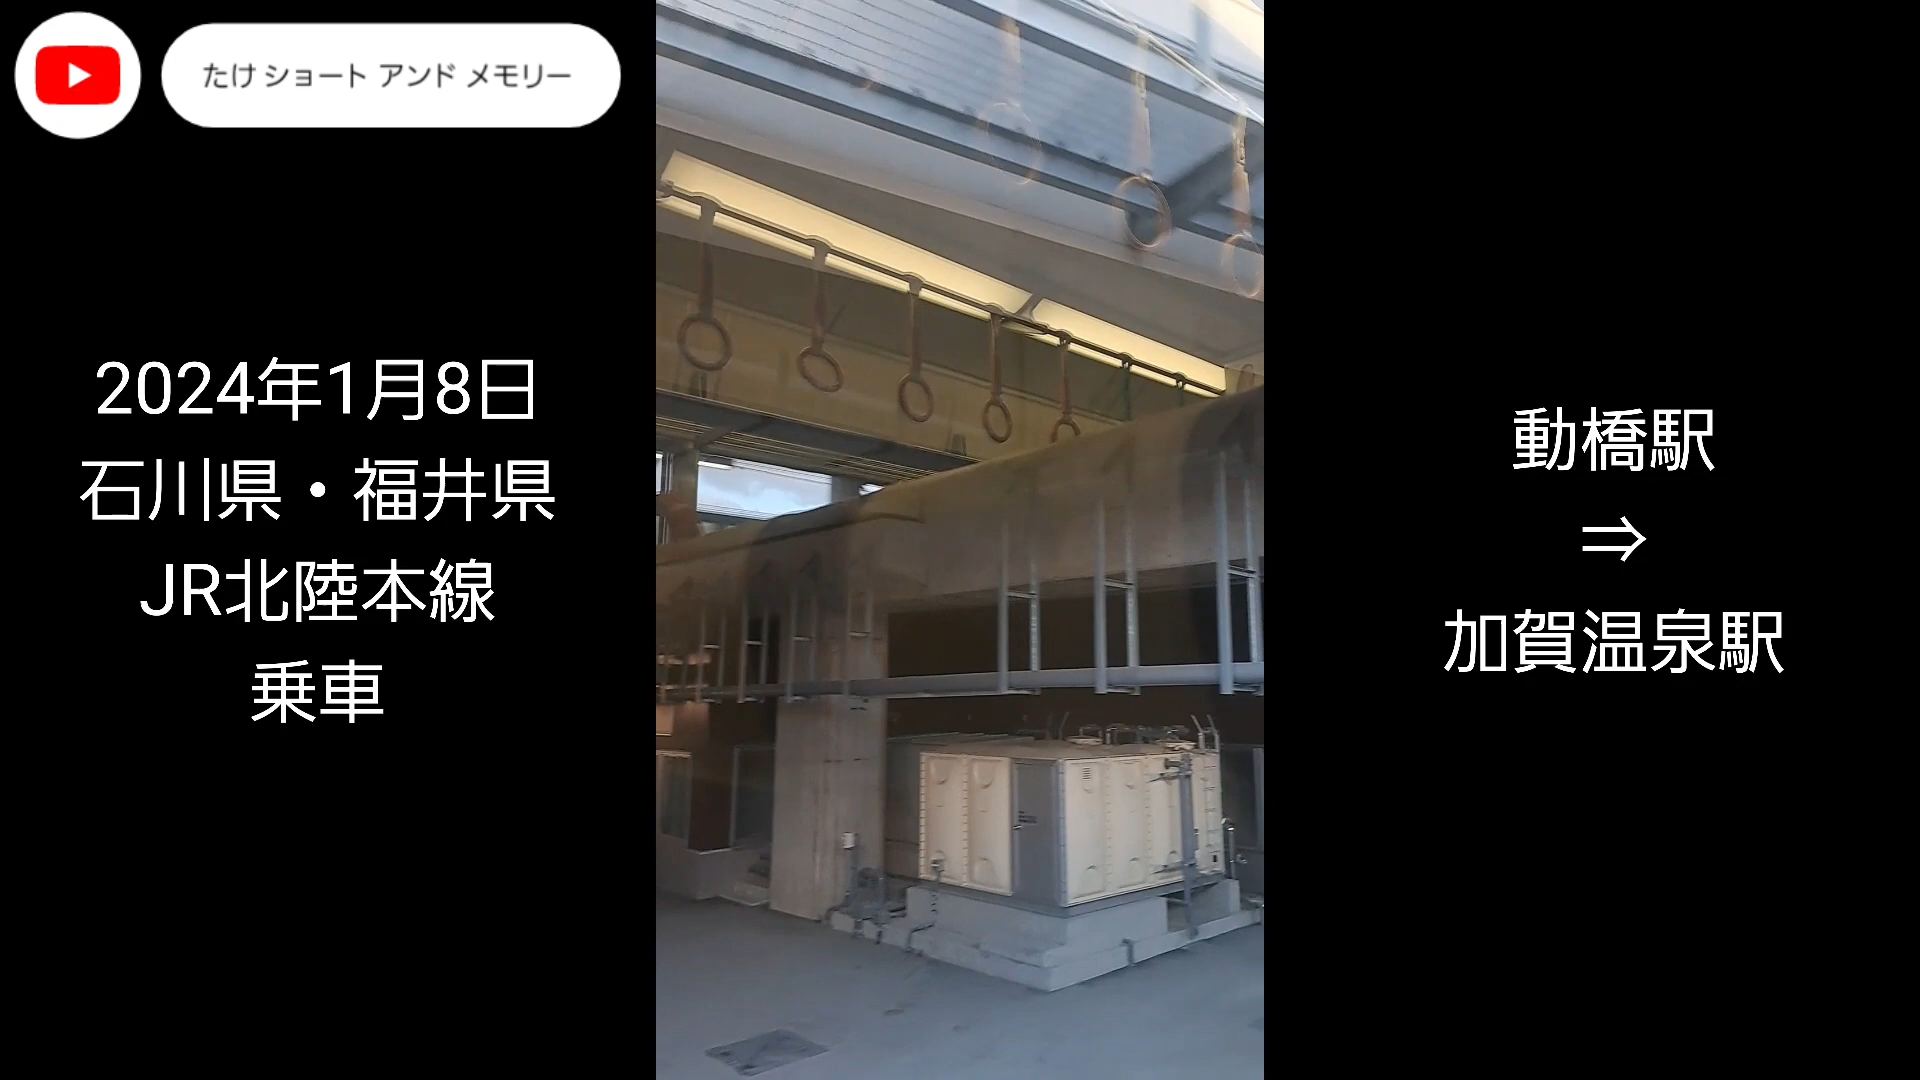 たけ ショート アンド メモリー
2024年1月8日
石川県・福井県
JR北陸本線
乗車
動橋駅
⇒
加賀温泉駅